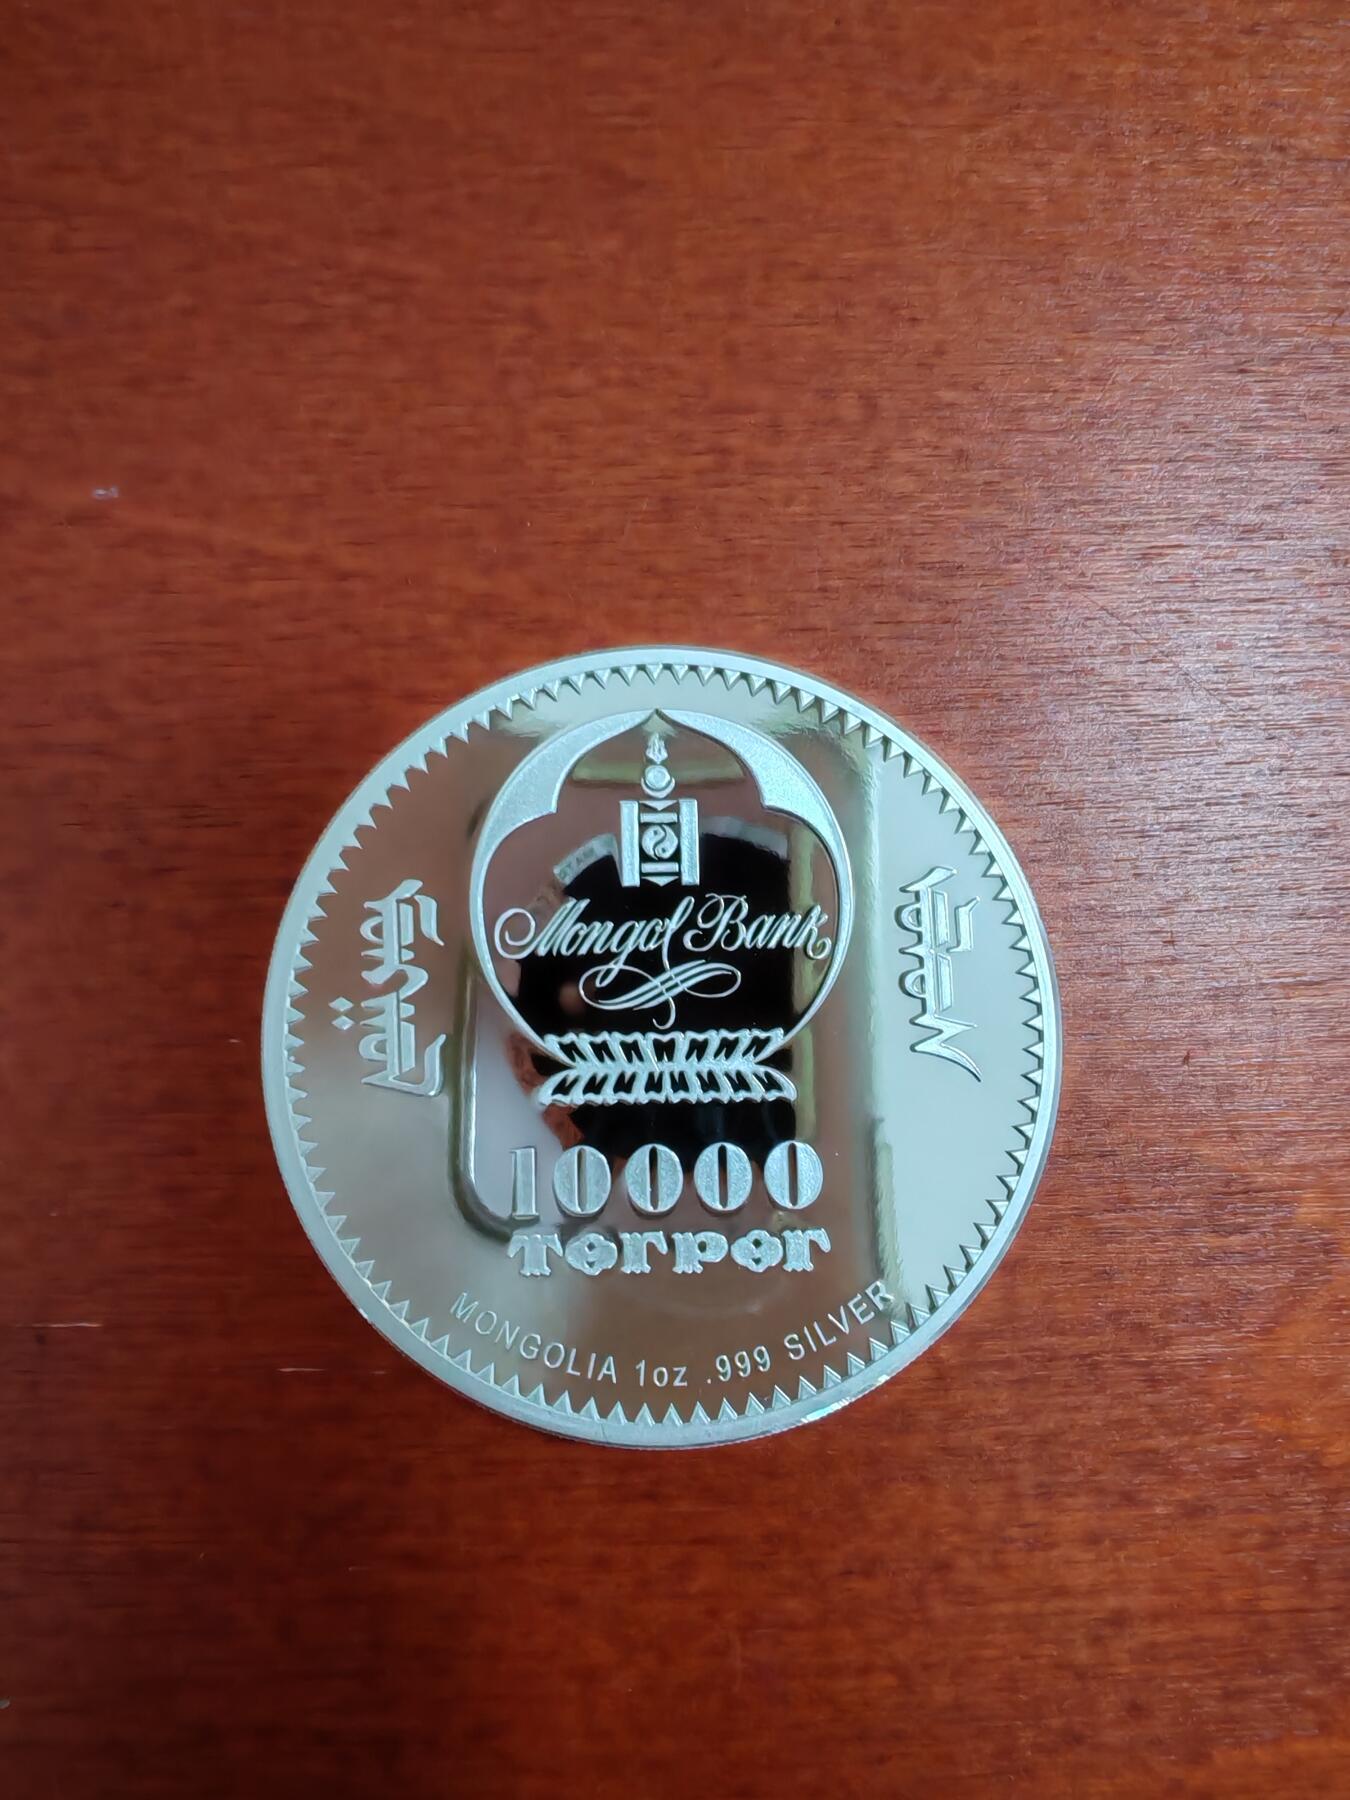 Mongol Bank
10000
төгрөг
MONGOLIA 1oz .999 SILVER